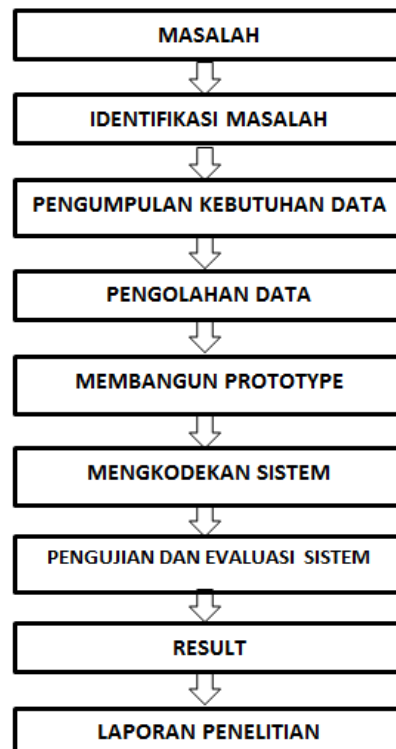 MASALAH
IDENTIFIKASI MASALAH
PENGUMPULAN KEBUTUHAN DATA
PENGOLAHAN DATA
MEMBANGUN PROTOTYPE
MENGKODEKAN SISTEM
PENGUJIAN DAN EVALUASI SISTEM
RESULT
LAPORAN PENELITIAN